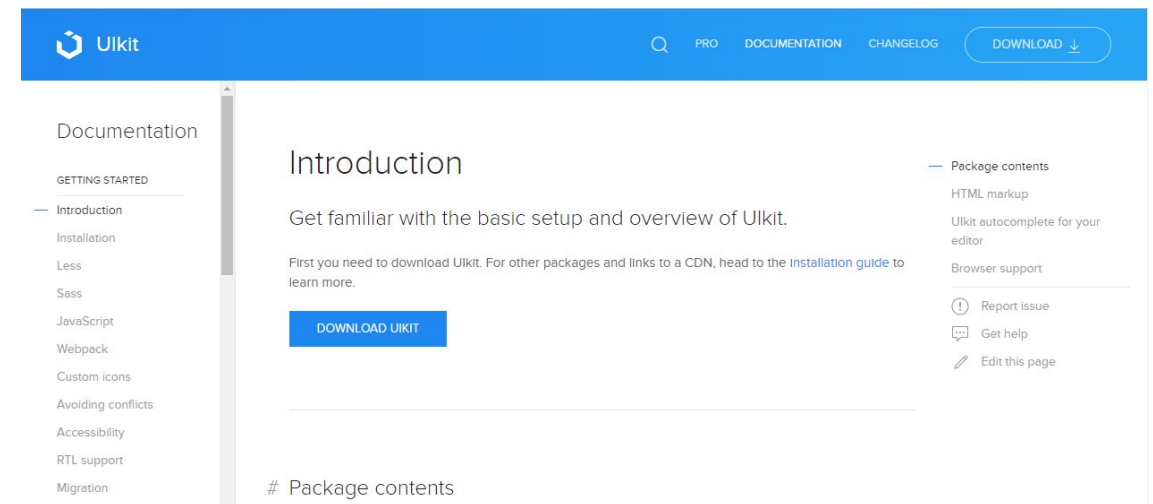 UIkit
PRO
DOCUMENTATION
CHANGELOG
DOWNLOAD
Documentation
GETTING STARTED
Introduction
Installation
Less
Sass
JavaScript
Webpack
Custom icons
Avoiding conflicts
Accessibility
RTL support
Migration
Introduction
Get familiar with the basic setup and overview of UIkit.
First you need to download UIkit. For other packages and links to a CDN, head to the installation guide to
learn more.
DOWNLOAD UIKIT
# Package contents
Package contents
HTML markup
UIkit autocomplete for your
editor
Browser support
Report issue
Get help
Edit this page